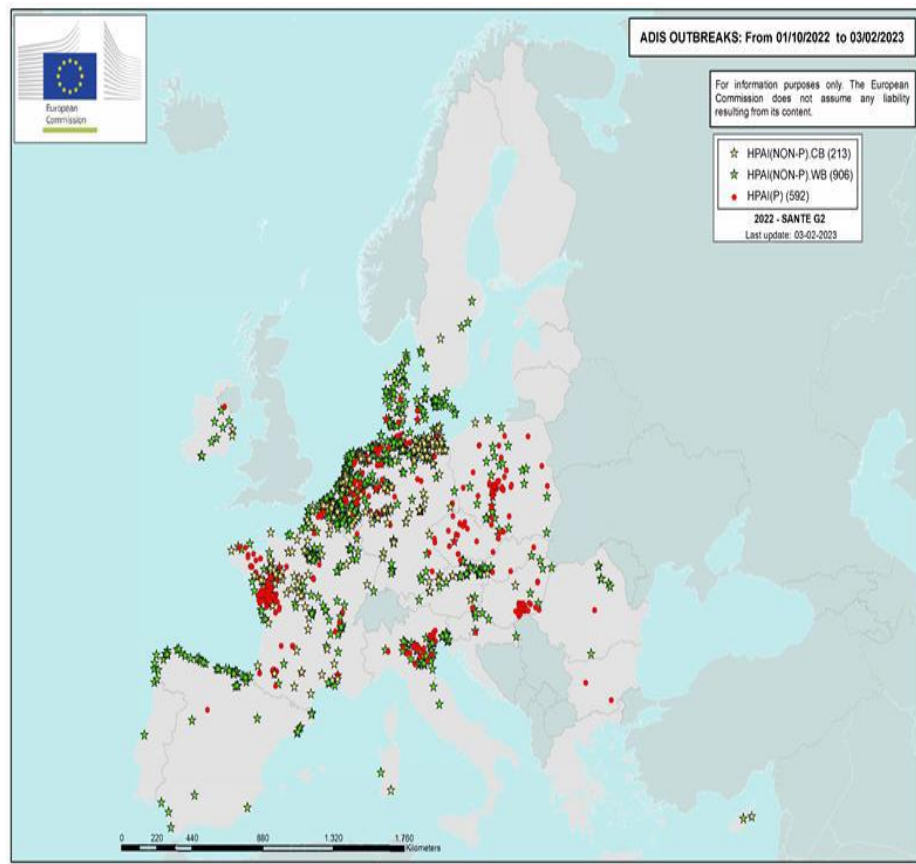 European
Commission
ADIS OUTBREAKS: From 01/10/2022 to 03/02/2023
For information purposes only. The European
Commission does not assume any liability
resulting from its content.
HPAI(NON-P).CB (213)
HPAI(NON-P).WB (906)
HPAI(P) (592)
2022 - SANTE G2
Last update: 03-02-2023
0 220 440 880 1.320 1.760
Kilometers